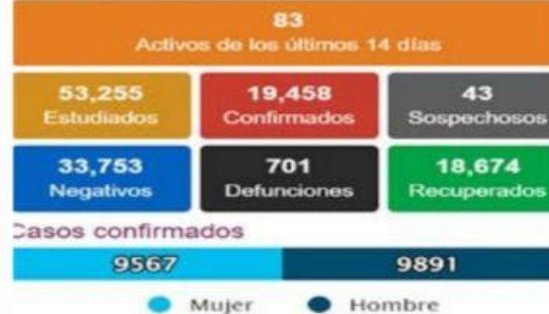 83
Activos de los últimos 14 días
53,255 19,458 43
Estudiados Confirmados Sospechosos
33,753 701 18,674
Negativos Defunciones Recuperados
Casos confirmados
9567 9891
Mujer Hombre